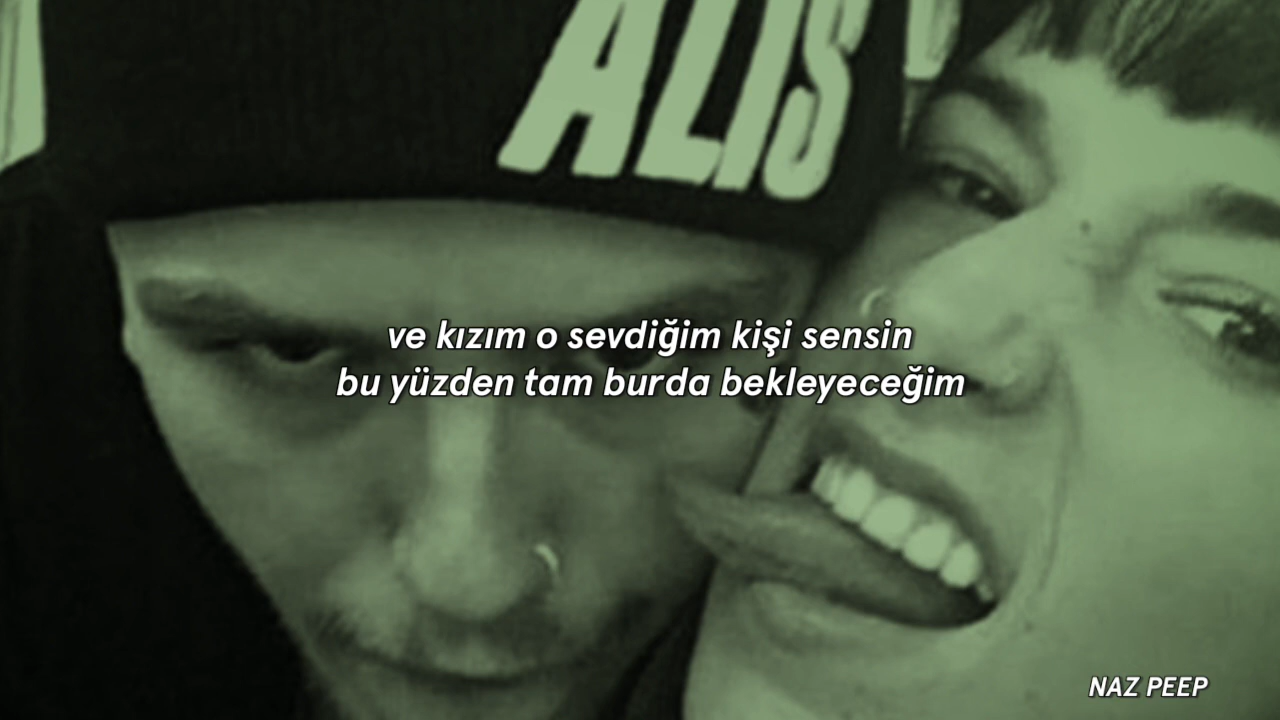 ALIS
ve kızım o sevdiğim kişi sensin
bu yüzden tam burda bekleyeceğim
NAZ PEEP